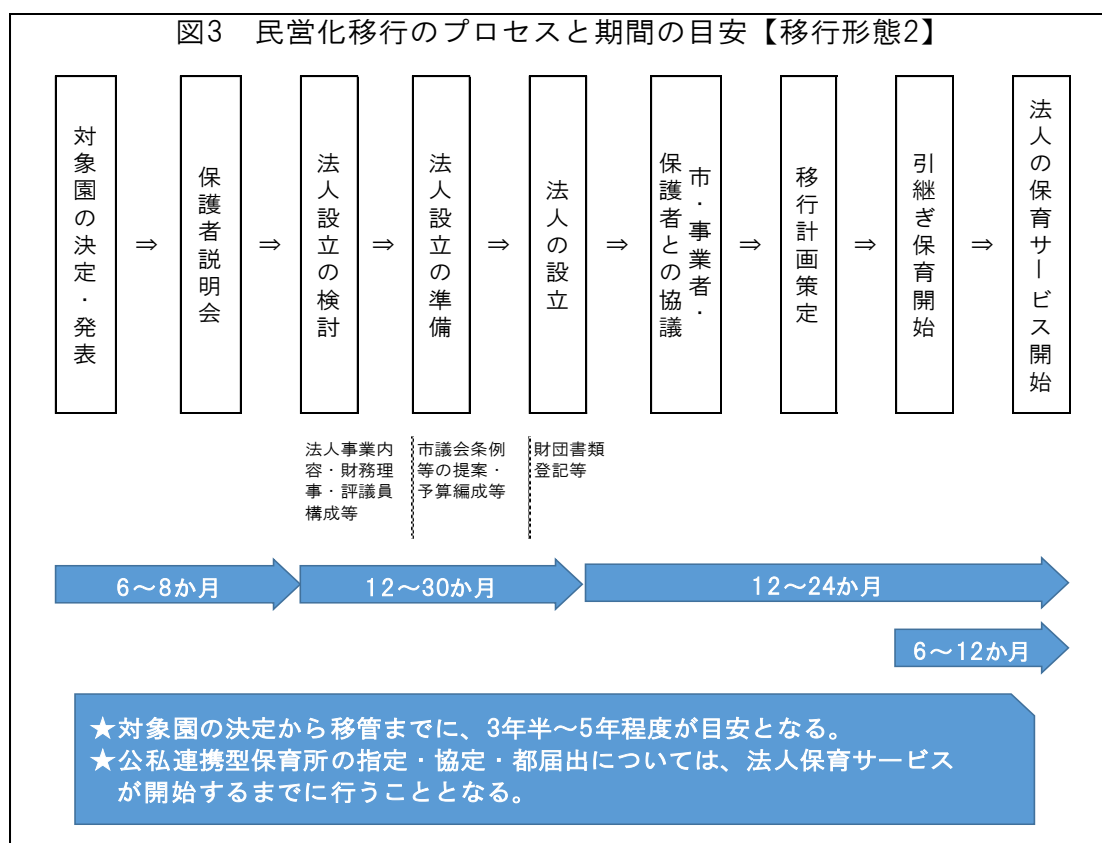 図3　民営化移行のプロセスと期間の目安【移行形態2】
対象園の決定・発表
⇒
保護者説明会
⇒
法人設立の検討
⇒
法人設立の準備
⇒
法人の設立
⇒
市・事業者・
保護者との協議
⇒
移行計画策定
⇒
引継ぎ保育開始
⇒
法人の保育サービス開始
法人事業内
容・財務理
事・評議員
構成等
市議会条例
等の提案・
予算編成等
財団書類
登記等
6～8か月
12～30か月
12～24か月
6～12か月
★対象園の決定から移管までに、3年半～5年程度が目安となる。
★公私連携型保育所の指定・協定・都届出については、法人保育サービス
が開始するまでに行うこととなる。